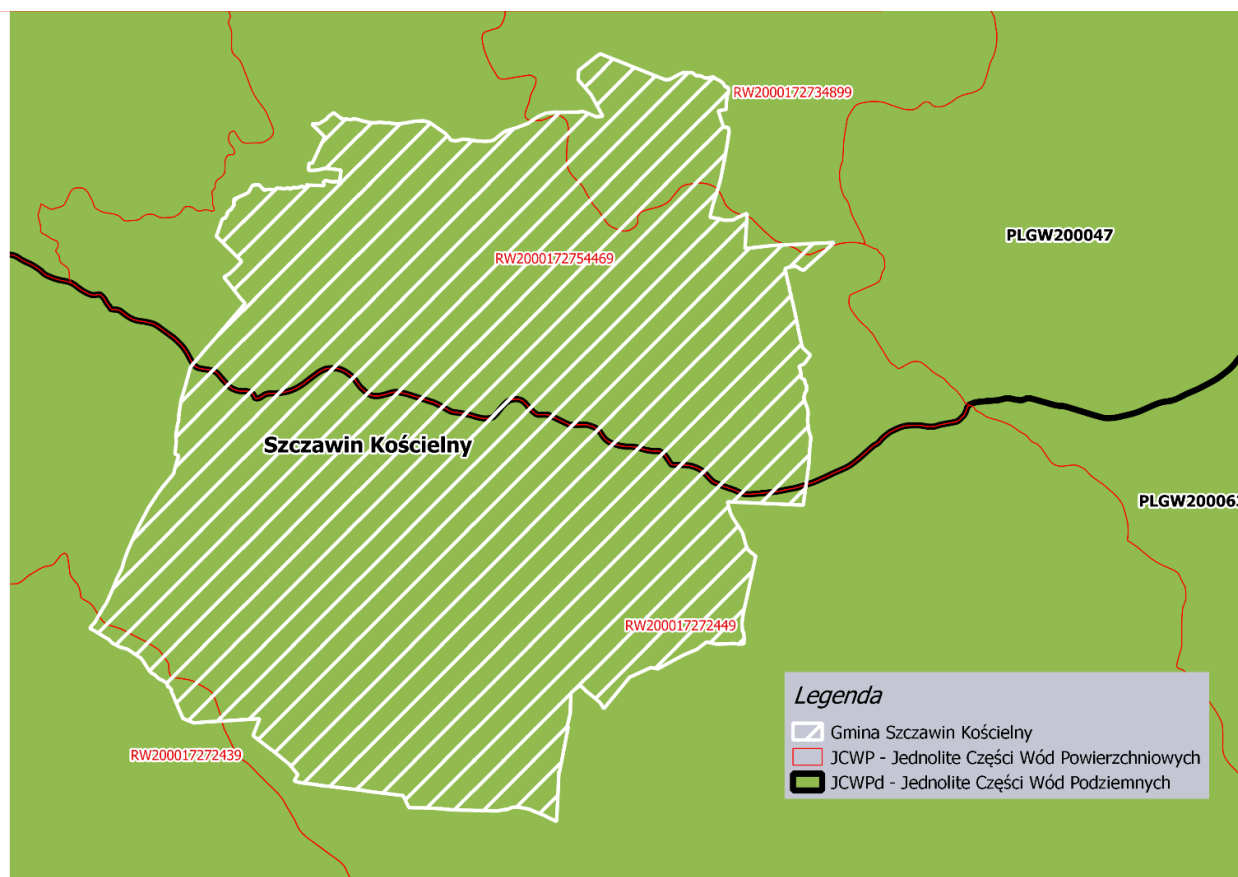 RW2000172734899
PLGW200047
RW2000172754469
Szczawin Kościelny
PLGW20006
RW200017272449
RW200017272439
Legenda
Gmina Szczawin Kościelny
JCWP - Jednolite Części Wód Powierzchniowych
JCWPd - Jednolite Części Wód Podziemnych